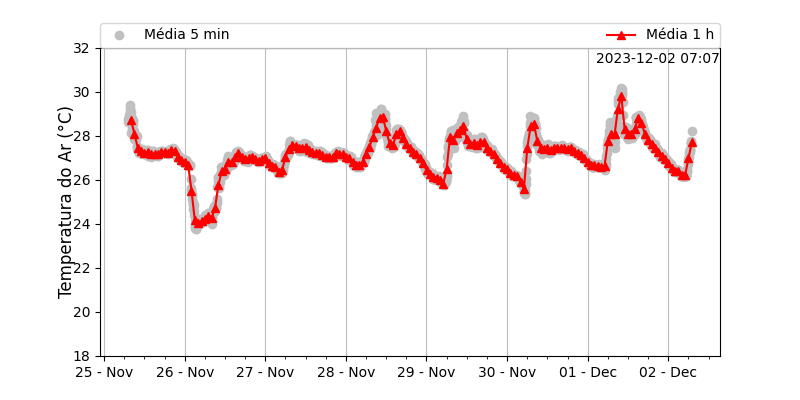 Média 5 min
Média 1 h
2023-12-02 07:07
Temperatura do Ar (°C)
32
30
28
26
24
22
20
18
25 - Nov
26 - Nov
27 - Nov
28 - Nov
29 - Nov
30 - Nov
01 - Dec
02 - Dec